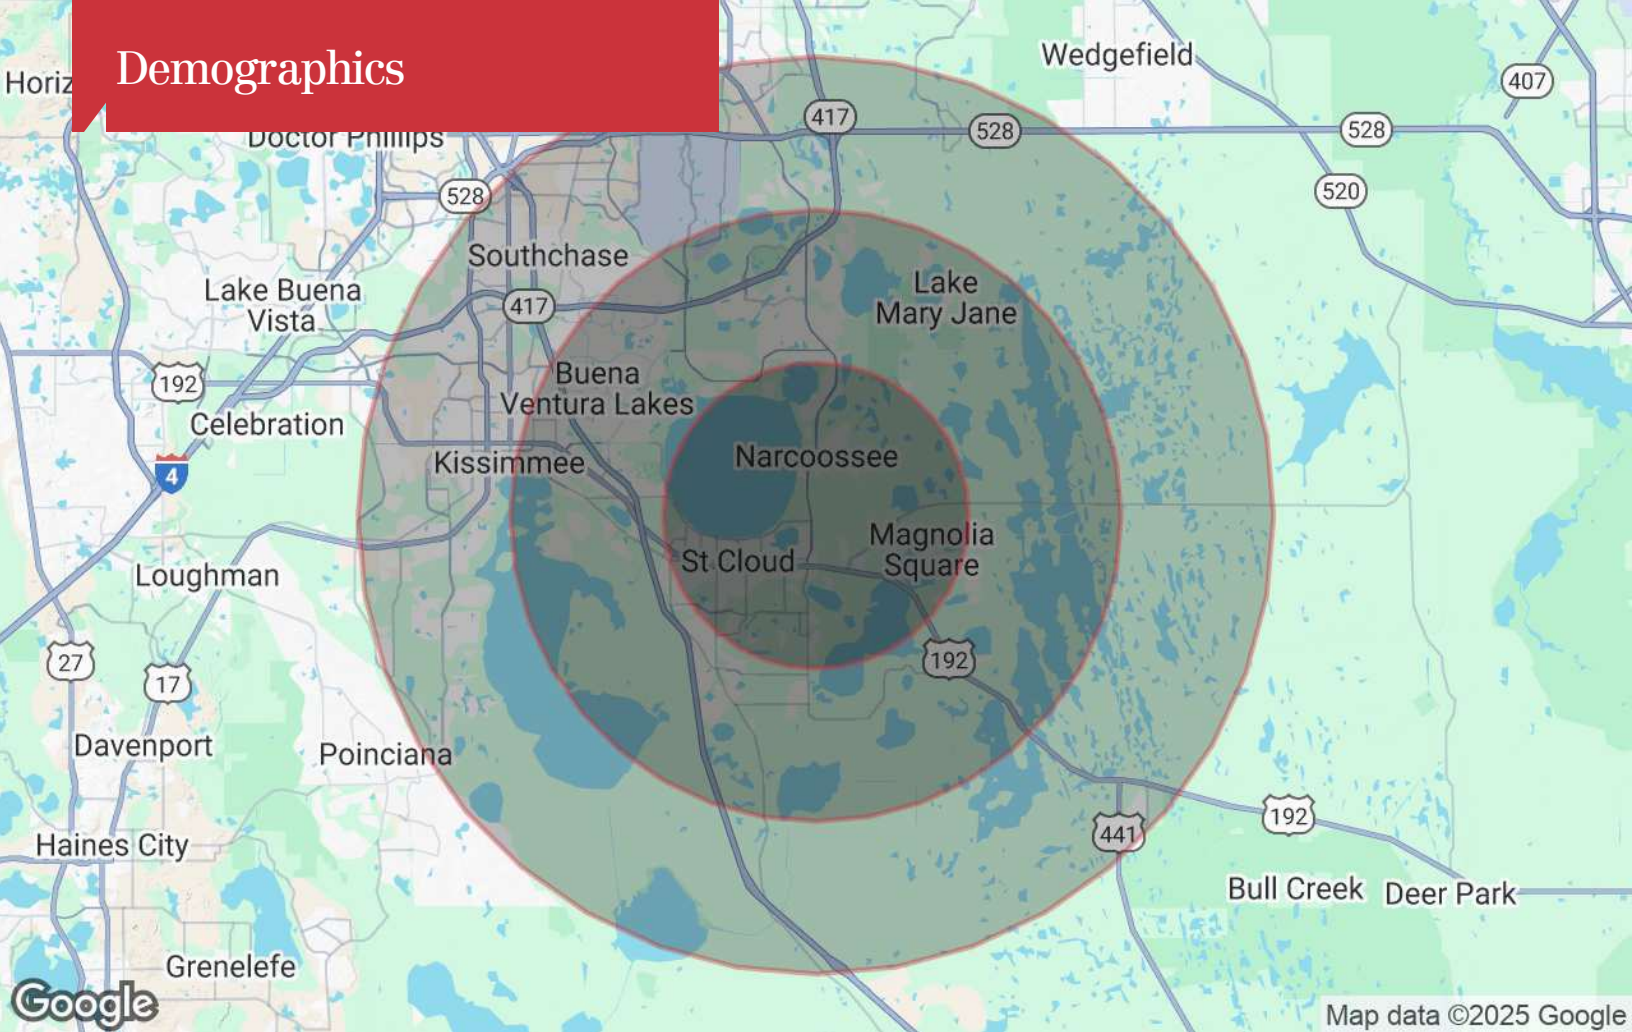 Demographics
Wedgefield
Horiz
407
417
528
528
Doctor Phillips
528
520
Southchase
Lake Buena
Vista
417
Lake
Mary Jane
192
Buena
Ventura Lakes
Celebration
Kissimmee
Narcoossee
4
Magnolia
Square
St Cloud
Loughman
27
17
192
Davenport
Poinciana
192
441
Haines City
Bull Creek
Deer Park
Grenelefe
Google
Map data ©2025 Google